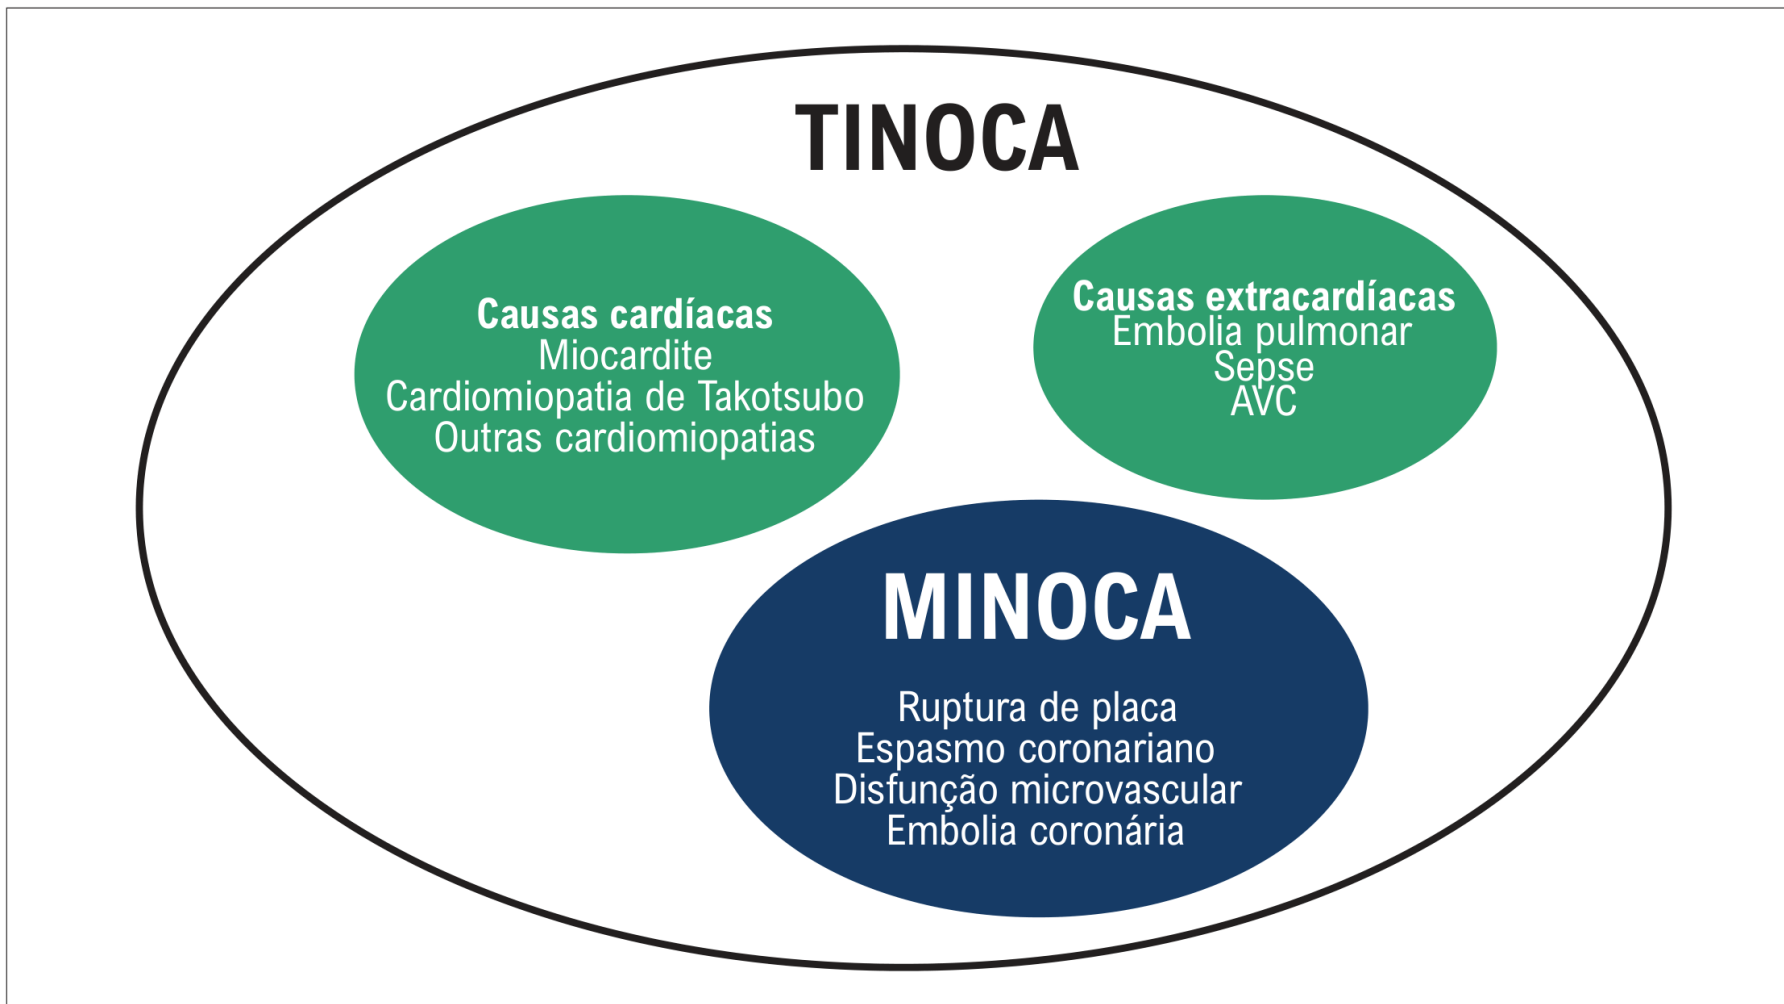 TINOCA
Causas cardíacas
Miocardite
Cardiomiopatia de Takotsubo
Outras cardiomiopatias
Causas extracardíacas
Embolia pulmonar
Sepse
AVC
MINOCA
Ruptura de placa
Espasmo coronariano
Disfunção microvascular
Embolia coronária